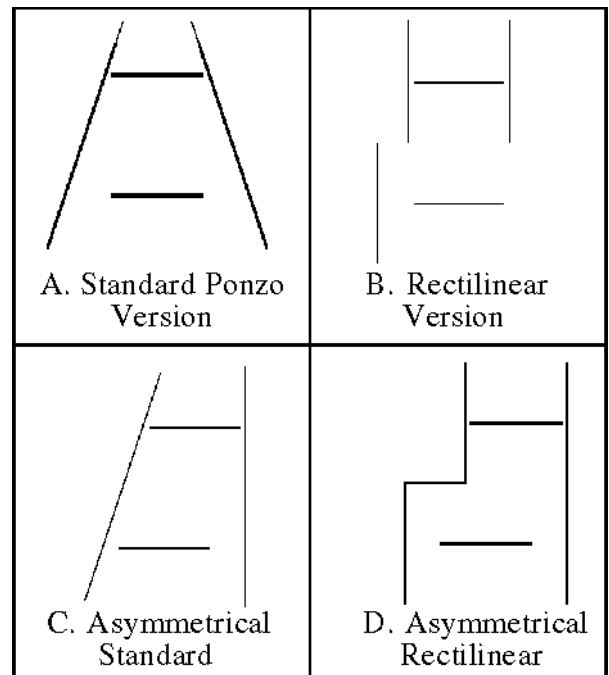 A. Standard Ponzo
Version
B. Rectilinear
Version
C. Asymmetrical
Standard
D. Asymmetrical
Rectilinear